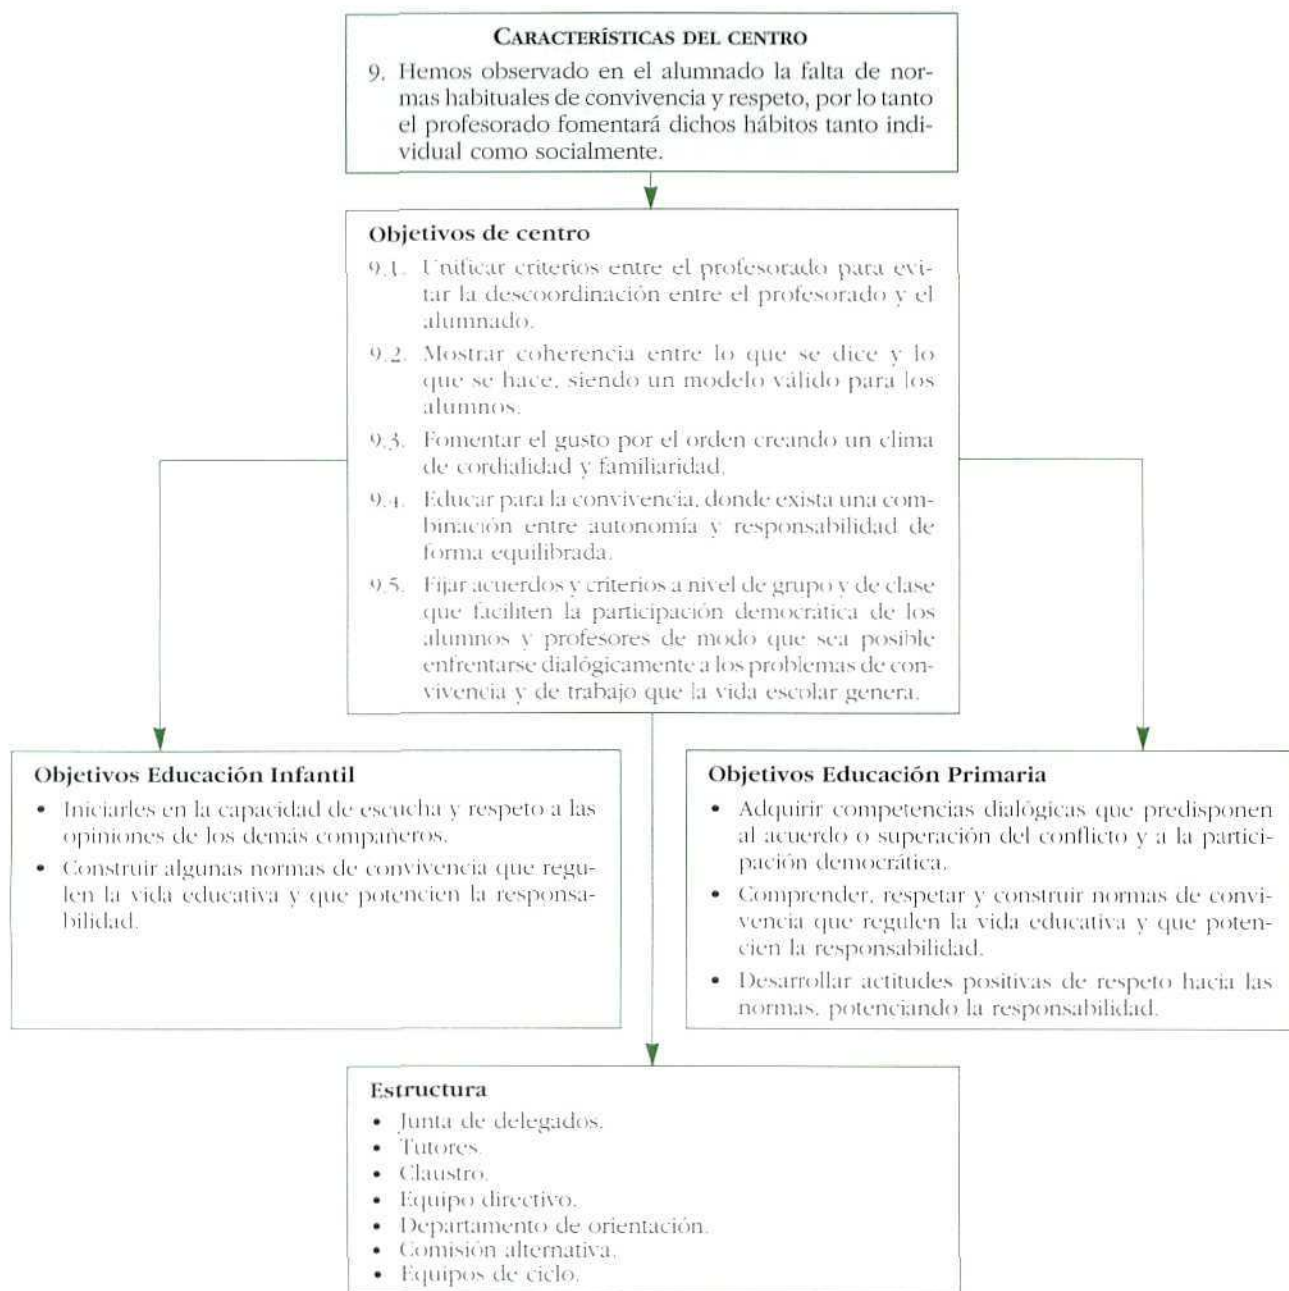 CARACTERÍSTICAS DEL CENTRO
9. Hemos observado en el alumnado la falta de nor-
mas habituales de convivencia y respeto, por lo tanto
el profesorado fomentará dichos hábitos tanto indi-
vidual como socialmente.
Objetivos de centro
9.1. Unificar criterios entre el profesorado para evi-
tar la descoordinación entre el profesorado y el
alumnado.
9.2. Mostrar coherencia entre lo que se dice y lo
que se hace, siendo un modelo válido para los
alumnos.
9.3. Fomentar el gusto por el orden creando un clima
de cordialidad y familiaridad.
9.4. Educar para la convivencia, donde exista una com-
binación entre autonomía y responsabilidad de
forma equilibrada.
9.5. Fijar acuerdos y criterios a nivel de grupo y de clase
que faciliten la participación democrática de los
alumnos y profesores de modo que sea posible
enfrentarse dialógicamente a los problemas de con-
vivencia y de trabajo que la vida escolar genera.
Objetivos Educación Infantil
• Iniciarles en la capacidad de escucha y respeto a las
opiniones de los demás compañeros.
• Construir algunas normas de convivencia que regu-
len la vida educativa y que potencien la responsa-
bilidad.
Objetivos Educación Primaria
• Adquirir competencias dialógicas que predisponen
al acuerdo o superación del conflicto y a la partici-
pación democrática.
• Comprender, respetar y construir normas de convi-
vencia que regulen la vida educativa y que poten-
cien la responsabilidad.
• Desarrollar actitudes positivas de respeto hacia las
normas, potenciando la responsabilidad.
Estructura
• Junta de delegados.
• Tutores.
• Claustro.
• Equipo directivo.
• Departamento de orientación.
• Comisión alternativa.
• Equipos de ciclo.